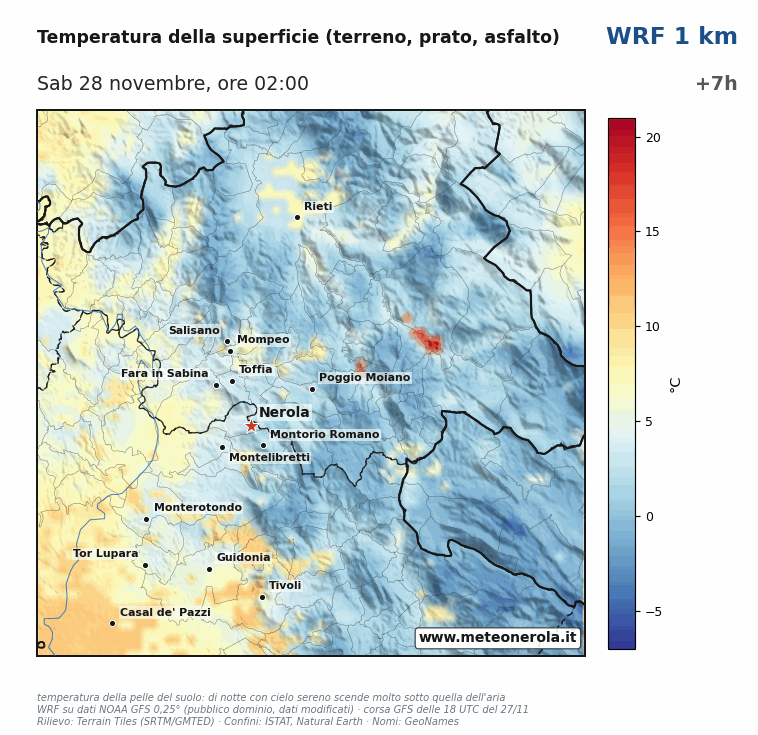 Temperatura della superficie (terreno, prato, asfalto)
WRF 1 km
Sab 28 novembre, ore 02:00
+7h
Rieti
Salisano
Mompeo
Toffia
Fara in Sabina
Poggio Moiano
Nerola
Montorio Romano
Montelibretti
Monterotondo
Tor Lupara
Guidonia
Tivoli
Casal de' Pazzi
www.meteonerola.it
20
15
10
5
0
−5
°C
temperatura della pelle del suolo: di notte con cielo sereno scende molto sotto quella dell'aria
WRF su dati NOAA GFS 0,25° (pubblico dominio, dati modificati) · corsa GFS delle 18 UTC del 27/11
Rilievo: Terrain Tiles (SRTM/GMTED) · Confini: ISTAT, Natural Earth · Nomi: GeoNames